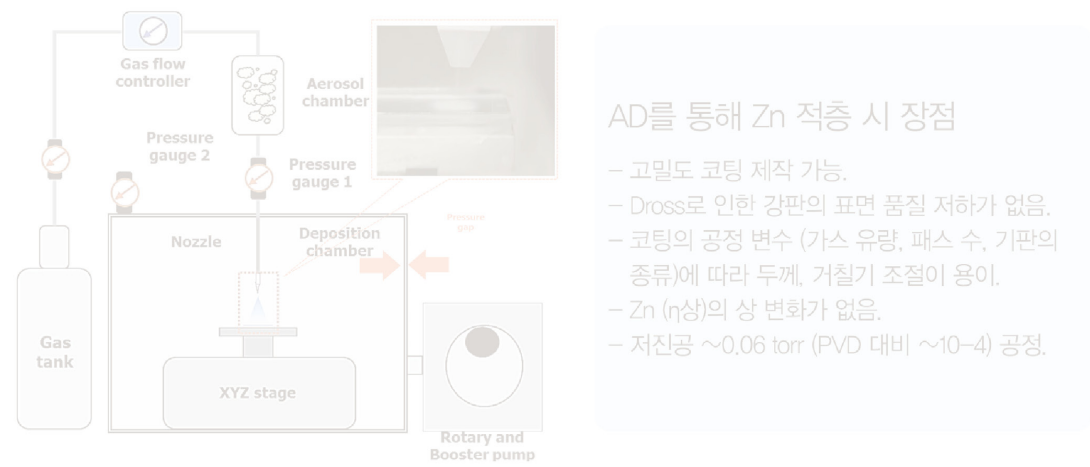 Gas flow
controller
Aerosol
chamber
Pressure
gauge 2
Pressure
gauge 1
Nozzle
Deposition
chamber
Pressure
gap
Gas
tank
XYZ stage
Rotary and
Booster pump
AD를 통해 Zn 적층 시 장점
- 고밀도 코팅 제작 가능.
- Dross로 인한 강판의 표면 품질 저하가 없음.
- 코팅의 공정 변수 (가스 유량, 패스 수, 기판의
종류)에 따라 두께, 거칠기 조절이 용이.
- Zn (η상)의 상 변화가 없음.
- 저진공 ~0.06 torr (PVD 대비 ~10-4) 공정.